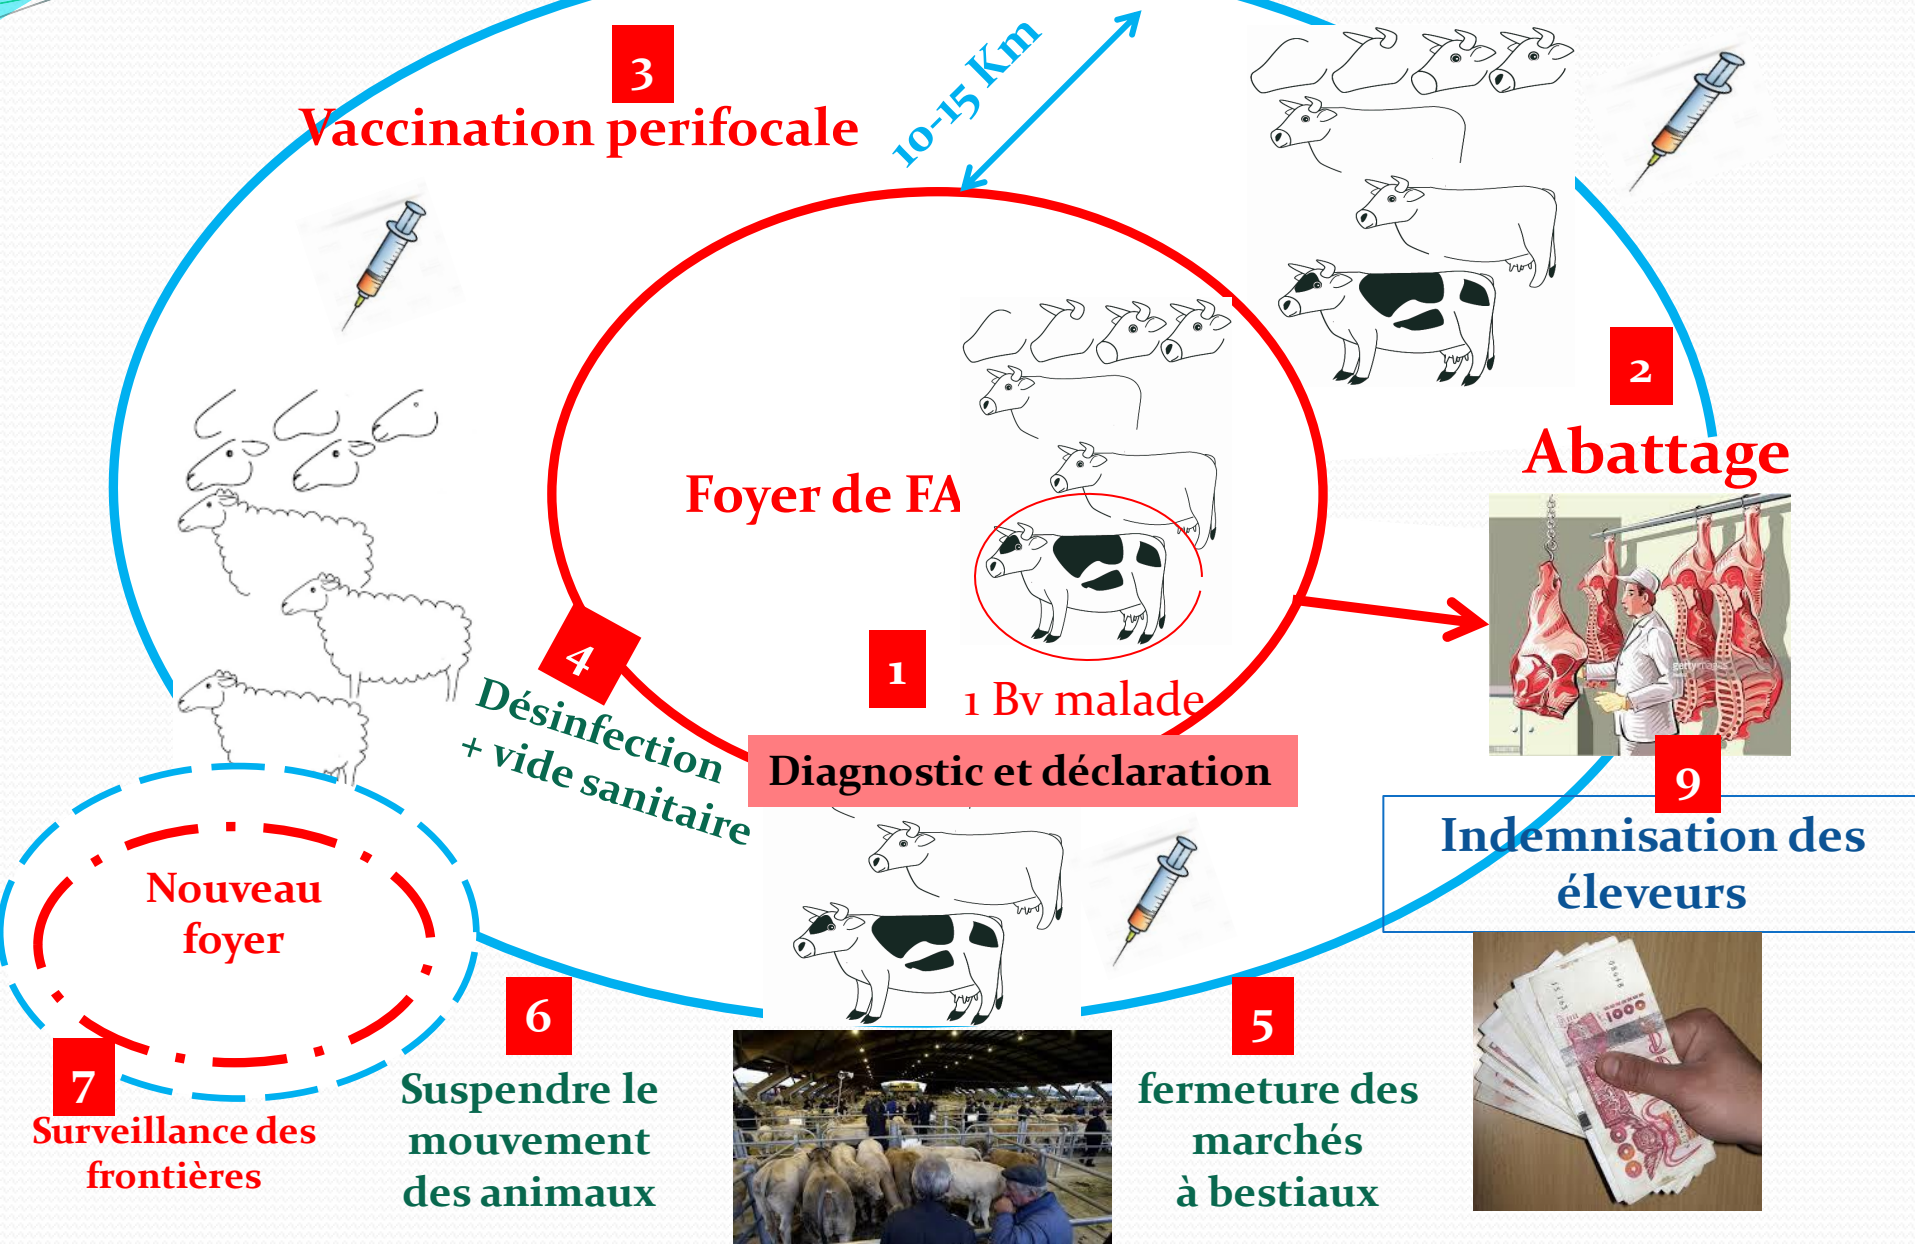 3
Vaccination perifocale
10-15 Km
2
Abattage
Foyer de FA
gettyimages
4
Désinfection
+ vide sanitaire
1
1 Bv malade
Diagnostic et déclaration
9
Indemnisation des
éleveurs
Nouveau
foyer
7
Surveillance des
frontières
6
Suspendre le
mouvement
des animaux
5
fermeture des
marchés
à bestiaux